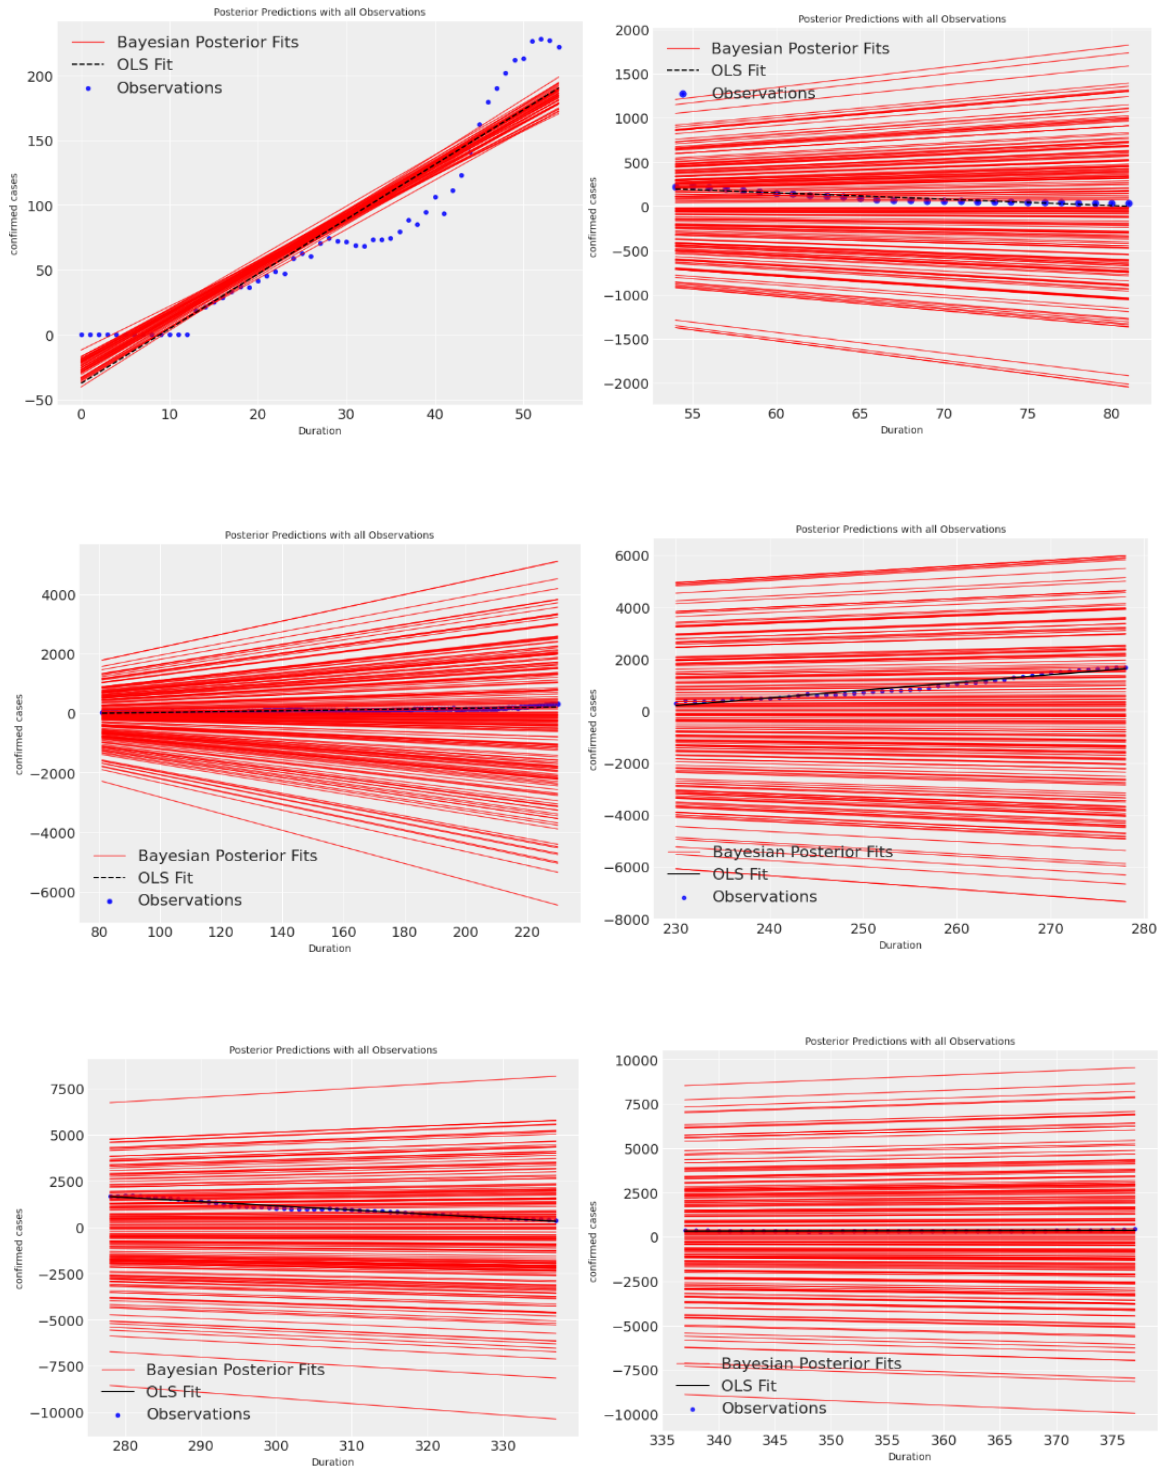 Posterior Predictions with all Observations
Bayesian Posterior Fits
OLS Fit
Observations
confirmed cases
200
150
100
50
0
−50
0 10 20 30 40 50
Duration
Posterior Predictions with all Observations
Bayesian Posterior Fits
OLS Fit
Observations
confirmed cases
2000
1500
1000
500
0
−500
−1000
−1500
−2000
55 60 65 70 75 80
Duration
Posterior Predictions with all Observations
confirmed cases
4000
2000
0
−2000
−4000
−6000
Bayesian Posterior Fits
OLS Fit
Observations
80 100 120 140 160 180 200 220
Duration
Posterior Predictions with all Observations
confirmed cases
6000
4000
2000
0
−2000
−4000
−6000
−8000
Bayesian Posterior Fits
OLS Fit
Observations
230 240 250 260 270 280
Duration
Posterior Predictions with all Observations
confirmed cases
7500
5000
2500
0
−2500
−5000
−7500
−10000
Bayesian Posterior Fits
OLS Fit
Observations
280 290 300 310 320 330
Duration
Posterior Predictions with all Observations
confirmed cases
10000
7500
5000
2500
0
−2500
−5000
−7500
−10000
Bayesian Posterior Fits
OLS Fit
Observations
335 340 345 350 355 360 365 370 375
Duration